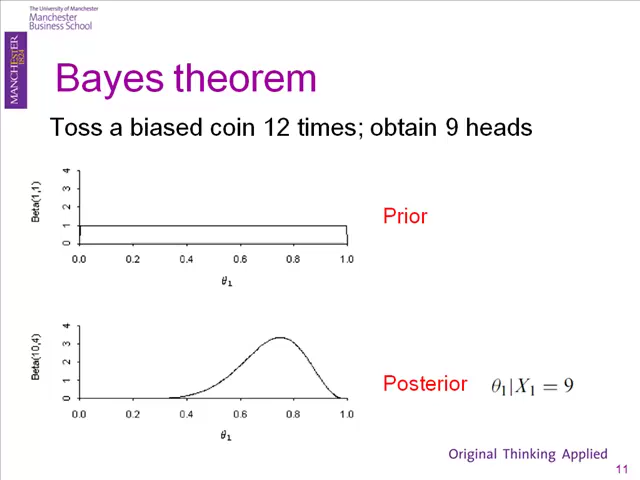 The University of Manchester
Manchester
Business School
MANCHESTER
1824
Bayes theorem
Toss a biased coin 12 times; obtain 9 heads
Beta(1,1)
4
3
2
1
0
0.0 0.2 0.4 0.6 0.8 1.0
θ₁
Prior
Beta(10,4)
4
3
2
1
0
0.0 0.2 0.4 0.6 0.8 1.0
θ₁
Posterior θ₁|X₁ = 9
Original Thinking Applied
11